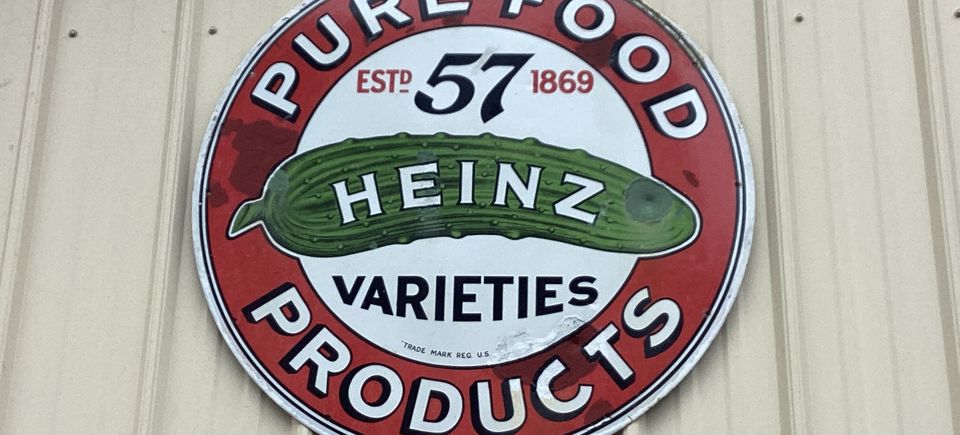 PURE FOOD
ESTD 57 1869
HEINZ
VARIETIES
TRADE MARK REG. U.S.
PRODUCTS